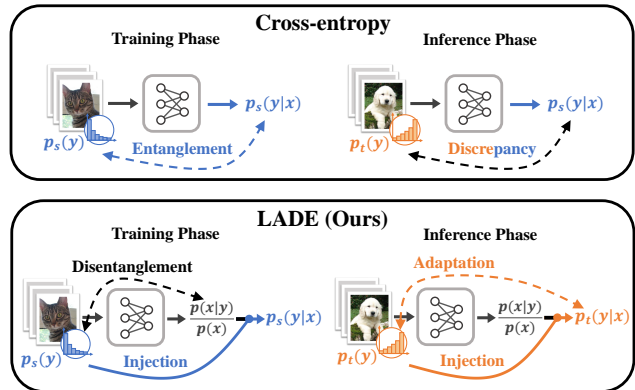 Cross-entropy
Training Phase
Inference Phase
p_s(y|x)
p_s(y|x)
p_s(y)
Entanglement
p_t(y)
Discrepancy
LADE (Ours)
Training Phase
Inference Phase
Disentanglement
Adaptation
p(x|y)
p(x)
p_s(y|x)
p(x|y)
p(x)
p_t(y|x)
p_s(y)
Injection
p_t(y)
Injection